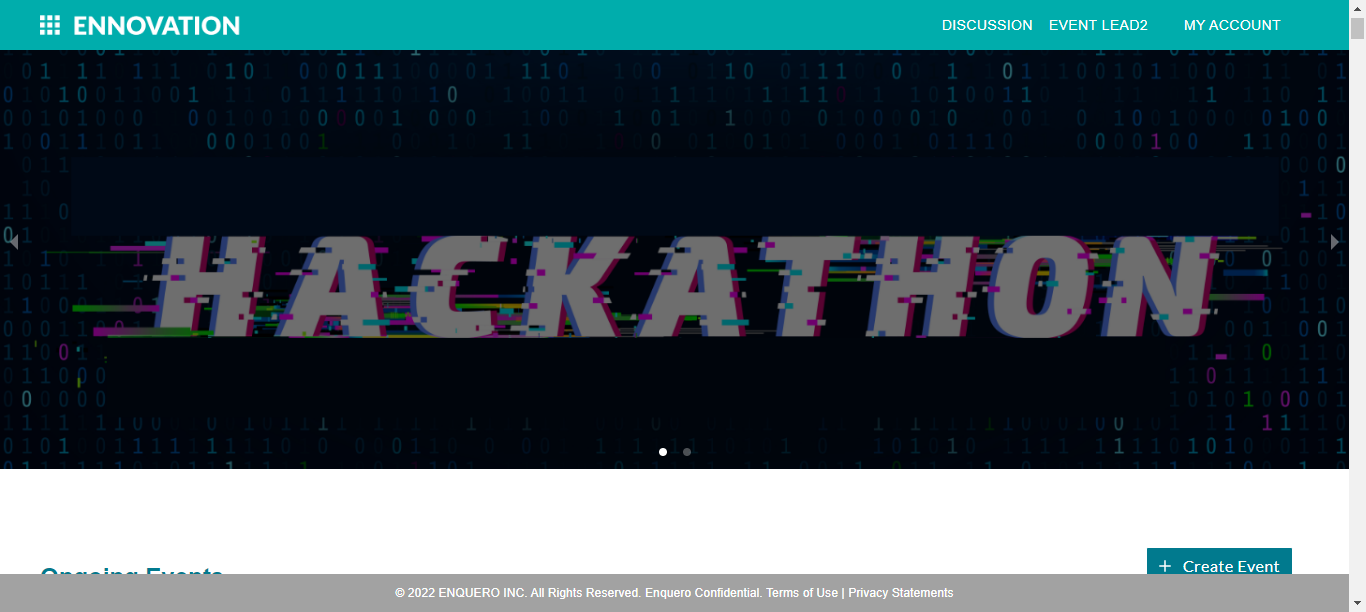 ENNOVATION
DISCUSSION EVENT LEAD2 MY ACCOUNT
HACKATHON
Ongoing Events
+ Create Event
© 2022 ENQUERO INC. All Rights Reserved. Enquero Confidential. Terms of Use | Privacy Statements